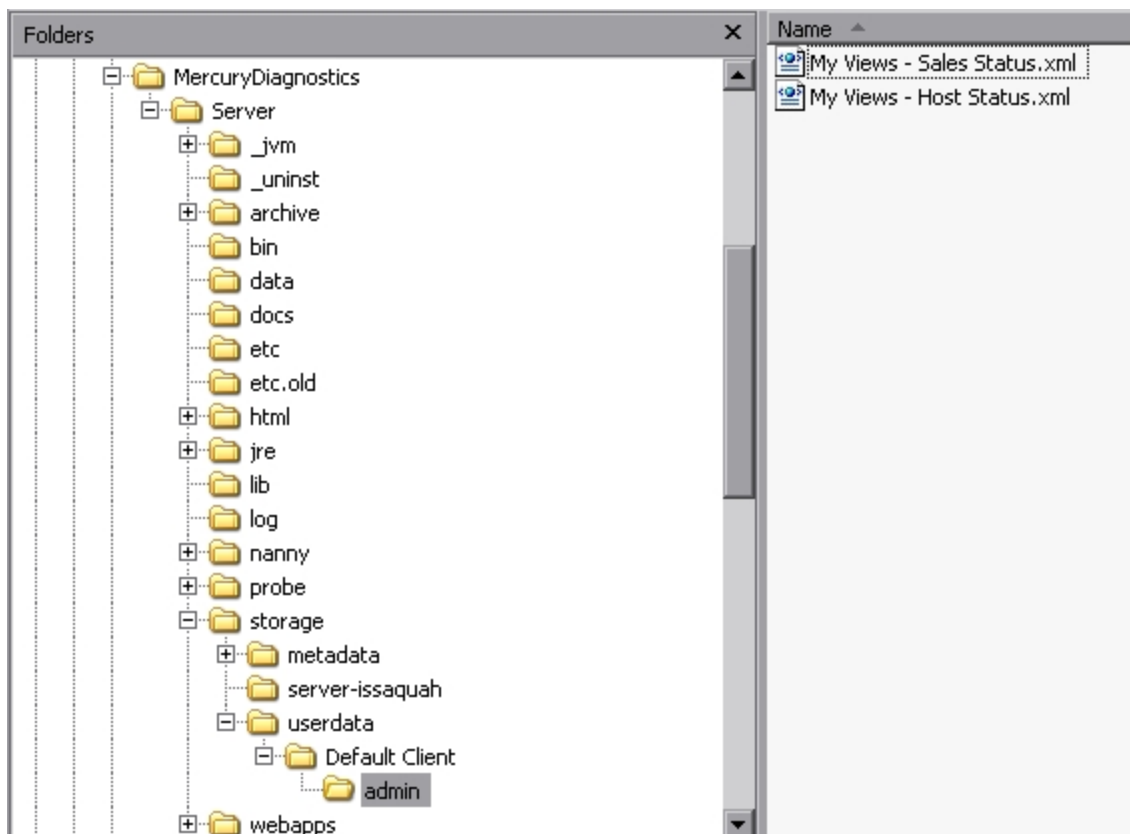 Folders
MercuryDiagnostics
Server
_jvm
_uninst
archive
bin
data
docs
etc
etc.old
html
jre
lib
log
nanny
probe
storage
metadata
server-issaquah
userdata
Default Client
admin
webapps
Name
My Views - Sales Status.xml
My Views - Host Status.xml